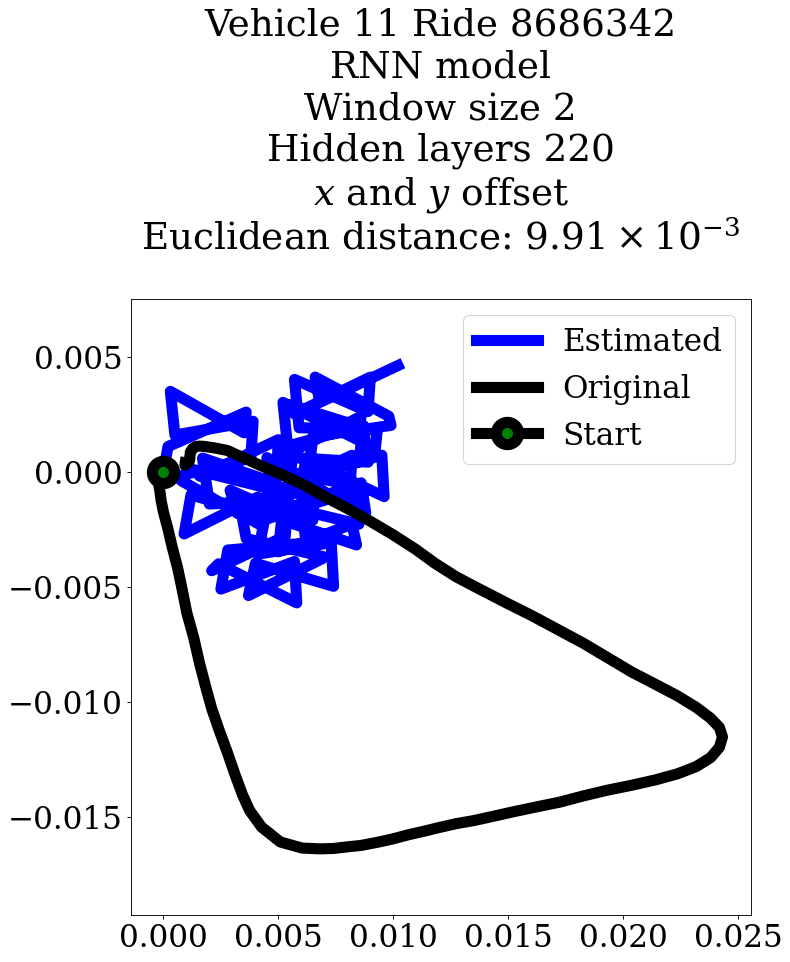 Vehicle 11 Ride 8686342
RNN model
Window size 2
Hidden layers 220
x and y offset
Euclidean distance: 9.91 × 10⁻³
Estimated
Original
Start
0.005
0.000
−0.005
−0.010
−0.015
0.000 0.005 0.010 0.015 0.020 0.025